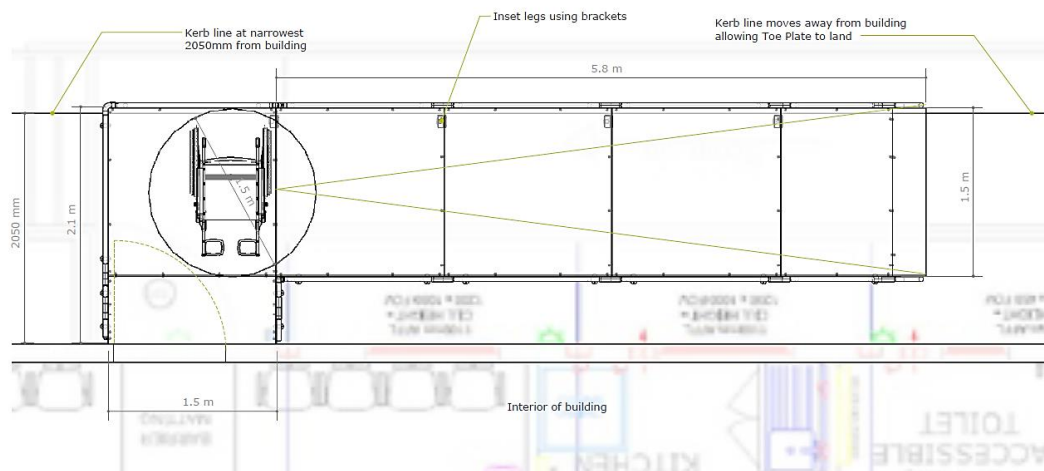 Inset legs using brackets
Kerb line at narrowest
2050mm from building
Kerb line moves away from building
allowing Toe Plate to land
5.8 m
2050 mm
2.1 m
1.5 m
1.5 m
1.5 m
Interior of building
BARRIER
MATTING
KITCHEN
ACCESSIBLE
TOILET